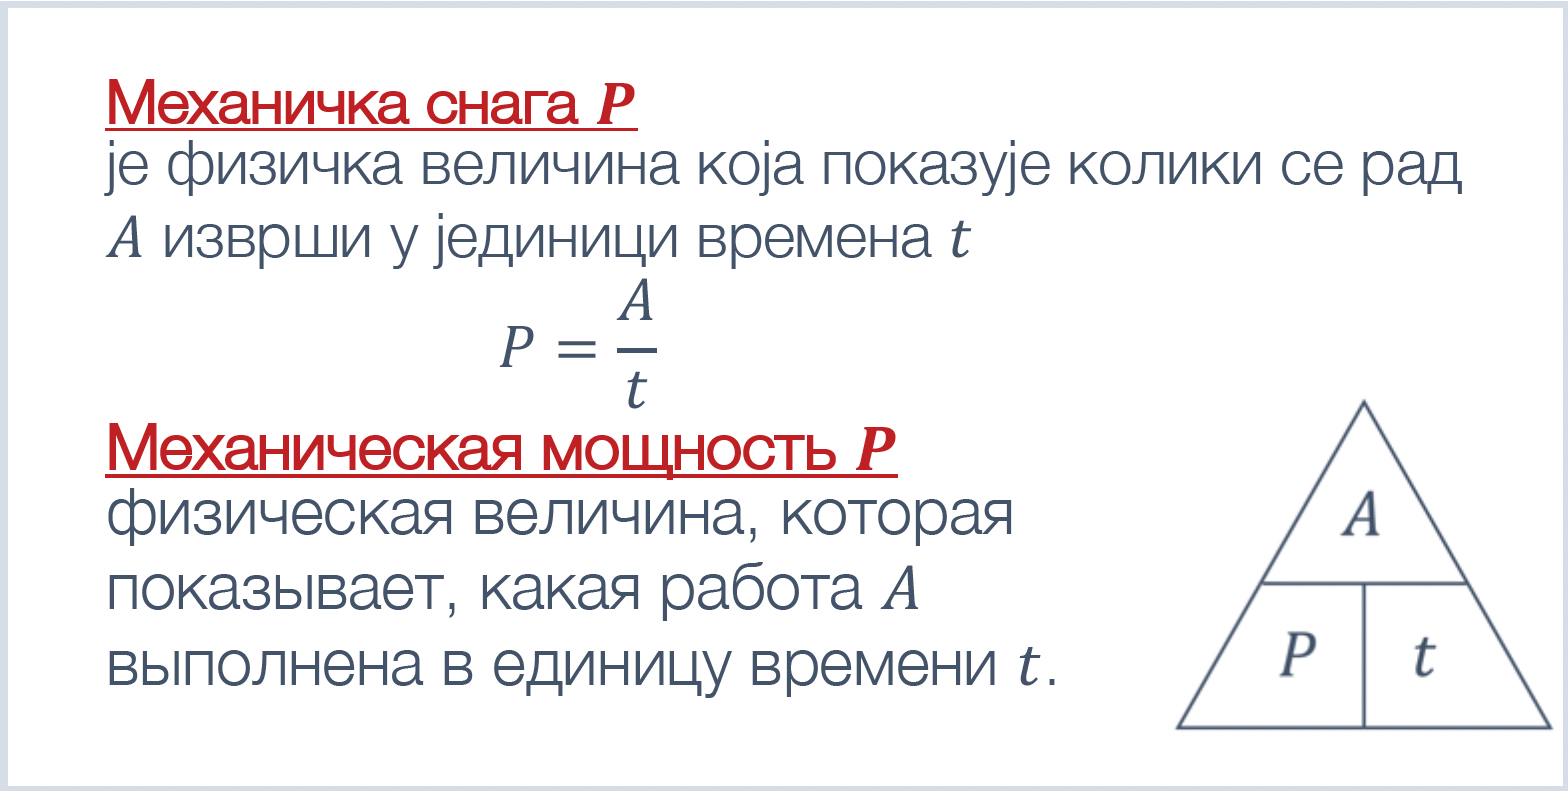 Механичка снага P
је физичка величина која показује колики се рад
A изврши у јединици времена t
P = A/t
Механическая мощность P
физическая величина, которая
показывает, какая работа A
выполнена в единицу времени t.
A
P t